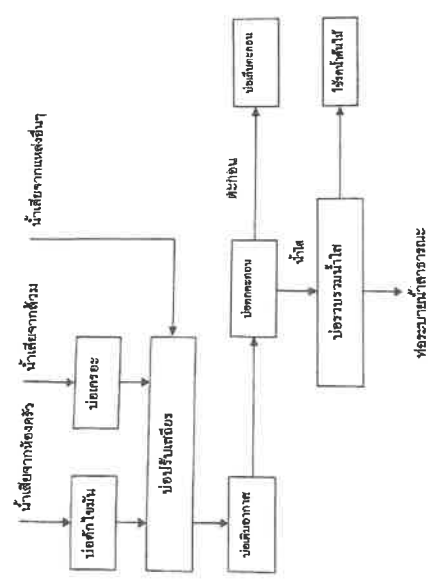 น้ำเสียจากห้องครัว
น้ำเสียจากส้วม
น้ำเสียจากแหล่งอื่นๆ
บ่อดักไขมัน
บ่อเกรอะ
บ่อปรับเสถียร
บ่อเติมอากาศ
บ่อตกตะกอน
ตะกอน
บ่อเก็บตะกอน
น้ำใส
บ่อรวบรวมน้ำใส
ใช้รดน้ำต้นไม้
ท่อระบายน้ำสาธารณะ